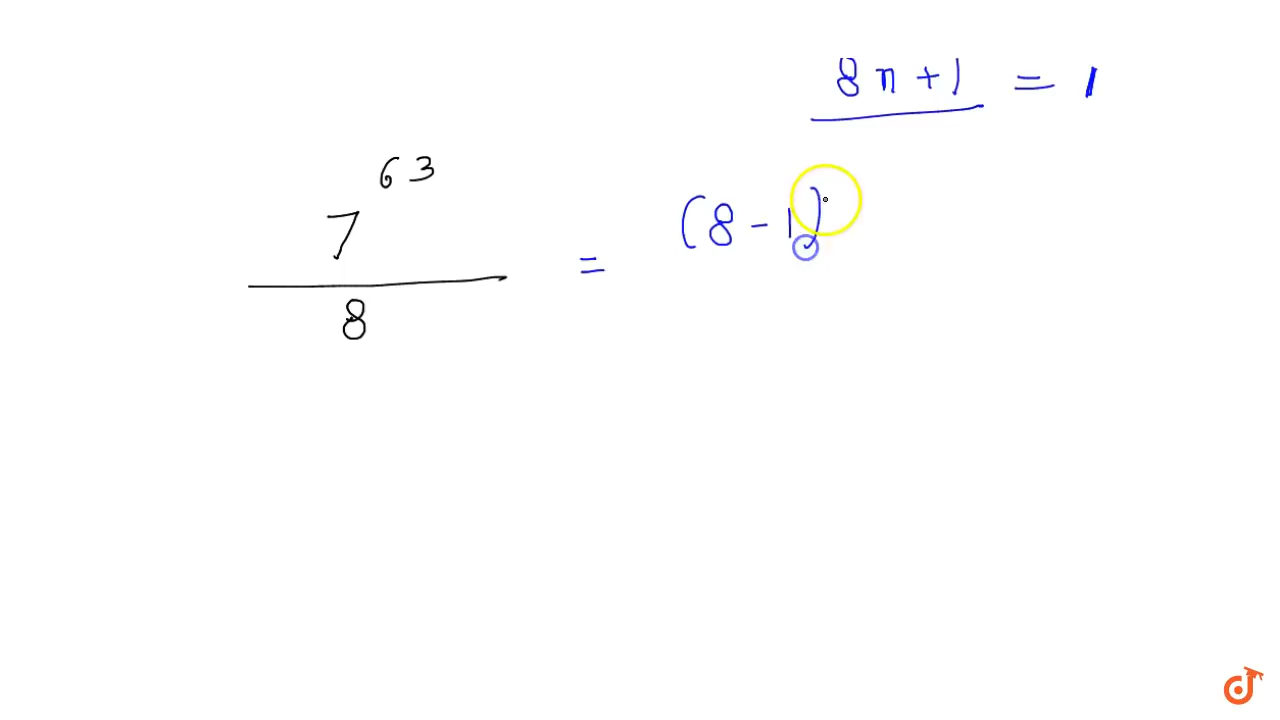 8n+1 = 1
7^63
= (8-1)
8